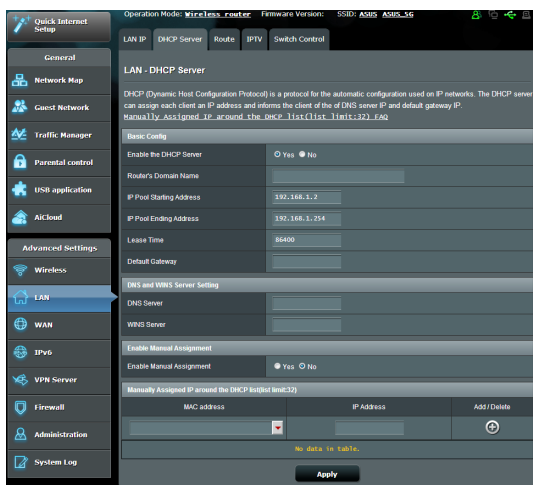 Quick Internet Setup
Operation Mode: Wireless router Firmware Version: SSID: ASUS ASUS_5G
LAN IP DHCP Server Route IPTV Switch Control
General
Network Map
Guest Network
Traffic Manager
Parental control
USB application
AiCloud
Advanced Settings
Wireless
LAN
WAN
IPv6
VPN Server
Firewall
Administration
System Log
LAN - DHCP Server
DHCP (Dynamic Host Configuration Protocol) is a protocol for the automatic configuration used on IP networks. The DHCP server
can assign each client an IP address and informs the client of the of DNS server IP and default gateway IP.
Manually Assigned IP around the DHCP list(list limit:32) FAQ
Basic Config
Enable the DHCP Server Yes No
Router's Domain Name
IP Pool Starting Address 192.168.1.2
IP Pool Ending Address 192.168.1.254
Lease Time 86400
Default Gateway
DNS and WINS Server Setting
DNS Server
WINS Server
Enable Manual Assignment
Enable Manual Assignment Yes No
Manually Assigned IP around the DHCP list(list limit:32)
MAC address IP Address Add / Delete
No data in table.
Apply